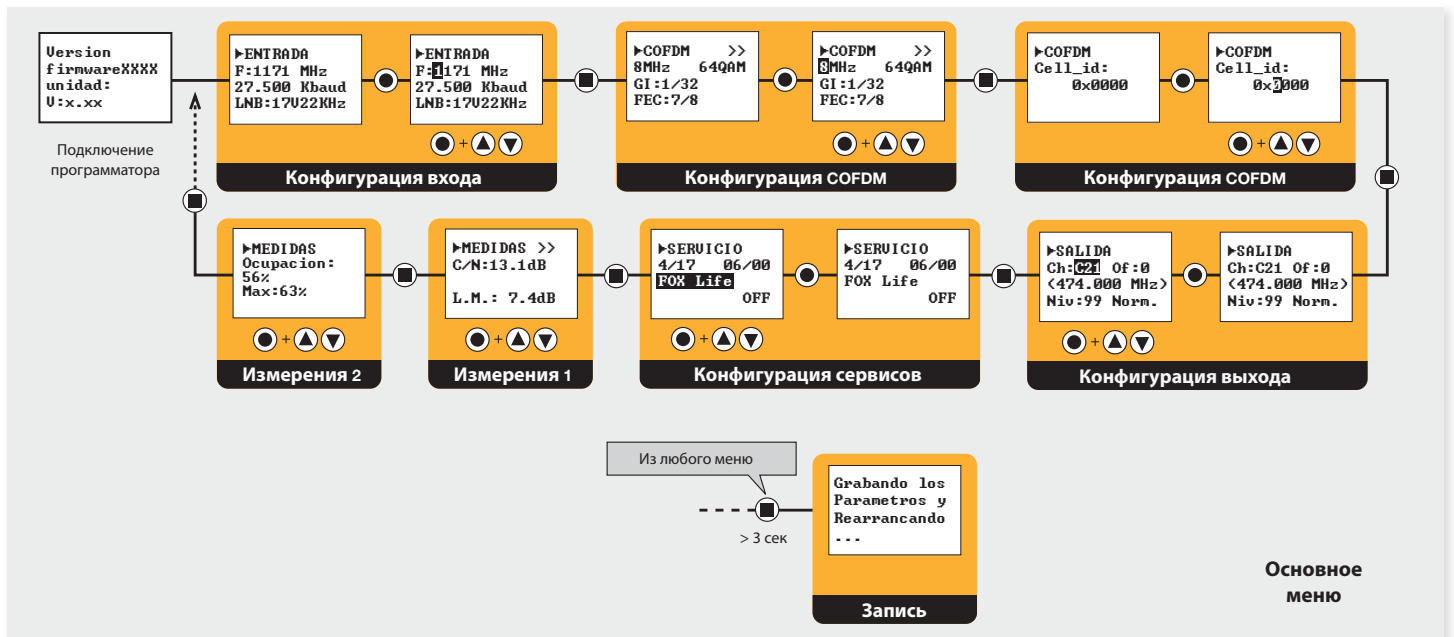 Version
firmwareXXXX
unidad:
V:x.xx
Подключение
программатора
►ENTRADA
F:1171 MHz
27.500 Kbaud
LNB:17V22KHz
►ENTRADA
F:1171 MHz
27.500 Kbaud
LNB:17V22KHz
+
Конфигурация входа
►COFDM >>
8MHz 64QAM
GI:1/32
FEC:7/8
►COFDM >>
8MHz 64QAM
GI:1/32
FEC:7/8
+
Конфигурация COFDM
►COFDM
Cell_id:
0x0000
►COFDM
Cell_id:
0x0000
+
Конфигурация COFDM
►MEDIDAS
Ocupacion:
56%
Max:63%
+
Измерения 2
►MEDIDAS >>
C/N:13.1dB
L.M.: 7.4dB
+
Измерения 1
►SERVICIO
4/17 06/00
FOX Life
OFF
►SERVICIO
4/17 06/00
FOX Life
OFF
+
Конфигурация сервисов
►SALIDA
Ch:C21 Of:0
(474.000 MHz)
Niv:99 Norm.
►SALIDA
Ch:C21 Of:0
(474.000 MHz)
Niv:99 Norm.
+
Конфигурация выхода
Из любого меню
> 3 сек
Grabando los
Parametros y
Rearrancando
...
Запись
Основное
меню